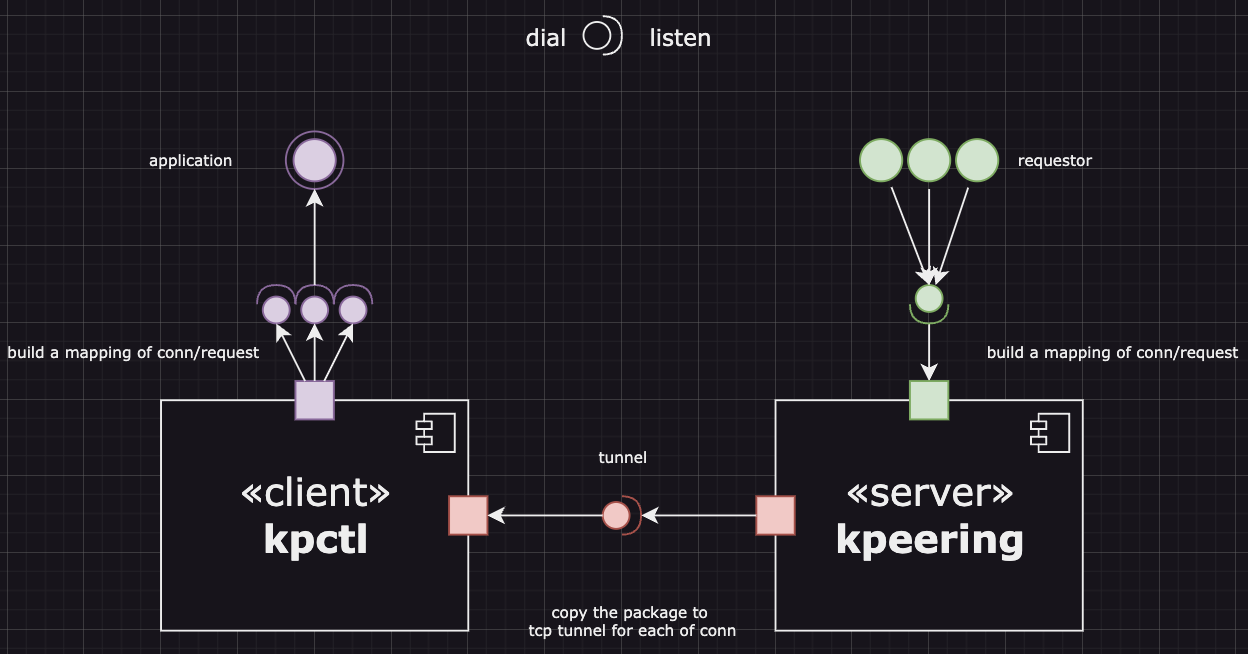 dial listen
application
requestor
build a mapping of conn/request
build a mapping of conn/request
«client»
kpctl
tunnel
«server»
kpeering
copy the package to
tcp tunnel for each of conn